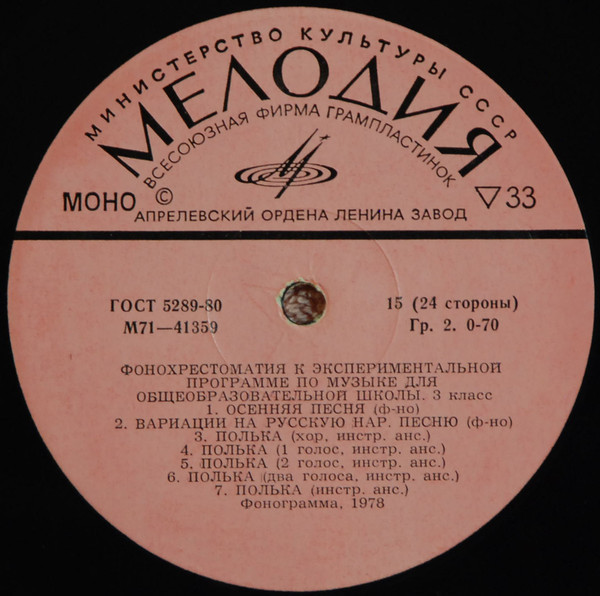 МИНИСТЕРСТВО КУЛЬТУРЫ СССР
МЕЛОДИЯ
ВСЕСОЮЗНАЯ ФИРМА ГРАМПЛАСТИНОК
МОНО © ▽33
АПРЕЛЕВСКИЙ ОРДЕНА ЛЕНИНА ЗАВОД
ГОСТ 5289-80 15 (24 стороны)
М71—41359 Гр. 2. 0-70
ФОНОХРЕСТОМАТИЯ К ЭКСПЕРИМЕНТАЛЬНОЙ
ПРОГРАММЕ ПО МУЗЫКЕ ДЛЯ
ОБЩЕОБРАЗОВАТЕЛЬНОЙ ШКОЛЫ. 3 класс
1. ОСЕННЯЯ ПЕСНЯ (ф-но)
2. ВАРИАЦИИ НА РУССКУЮ НАР. ПЕСНЮ (ф-но)
3. ПОЛЬКА (хор, инстр. анс.)
4. ПОЛЬКА (1 голос, инстр. анс.)
5. ПОЛЬКА (2 голос, инстр. анс.)
6. ПОЛЬКА (два голоса, инстр. анс.)
7. ПОЛЬКА (инстр. анс.)
Фонограмма, 1978